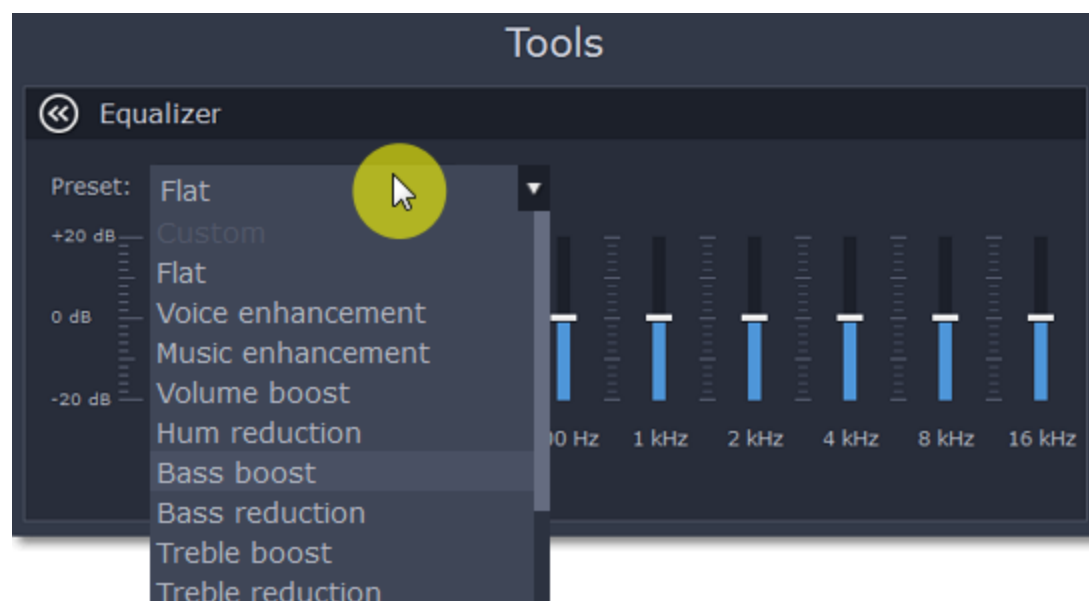 Tools
Equalizer
Preset: Flat
+20 dB
0 dB
-20 dB
Custom
Flat
Voice enhancement
Music enhancement
Volume boost
Hum reduction
Bass boost
Bass reduction
Treble boost
Treble reduction
00 Hz 1 kHz 2 kHz 4 kHz 8 kHz 16 kHz